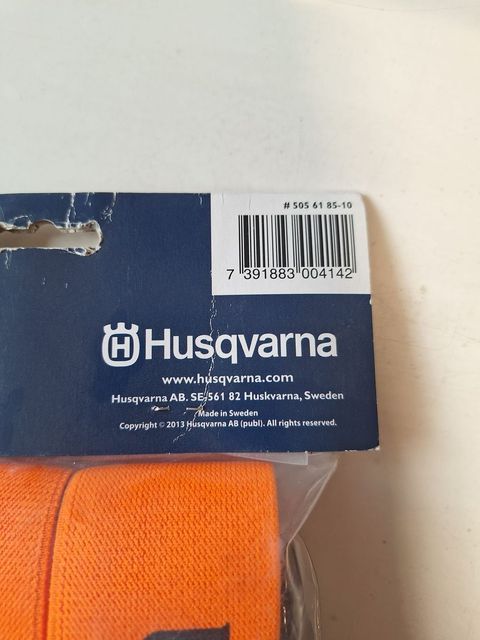 # 505 61 85-10
7 391883 004142
Husqvarna
www.husqvarna.com
Husqvarna AB. SE-561 82 Huskvarna, Sweden
Made in Sweden
Copyright © 2013 Husqvarna AB (publ). All rights reserved.